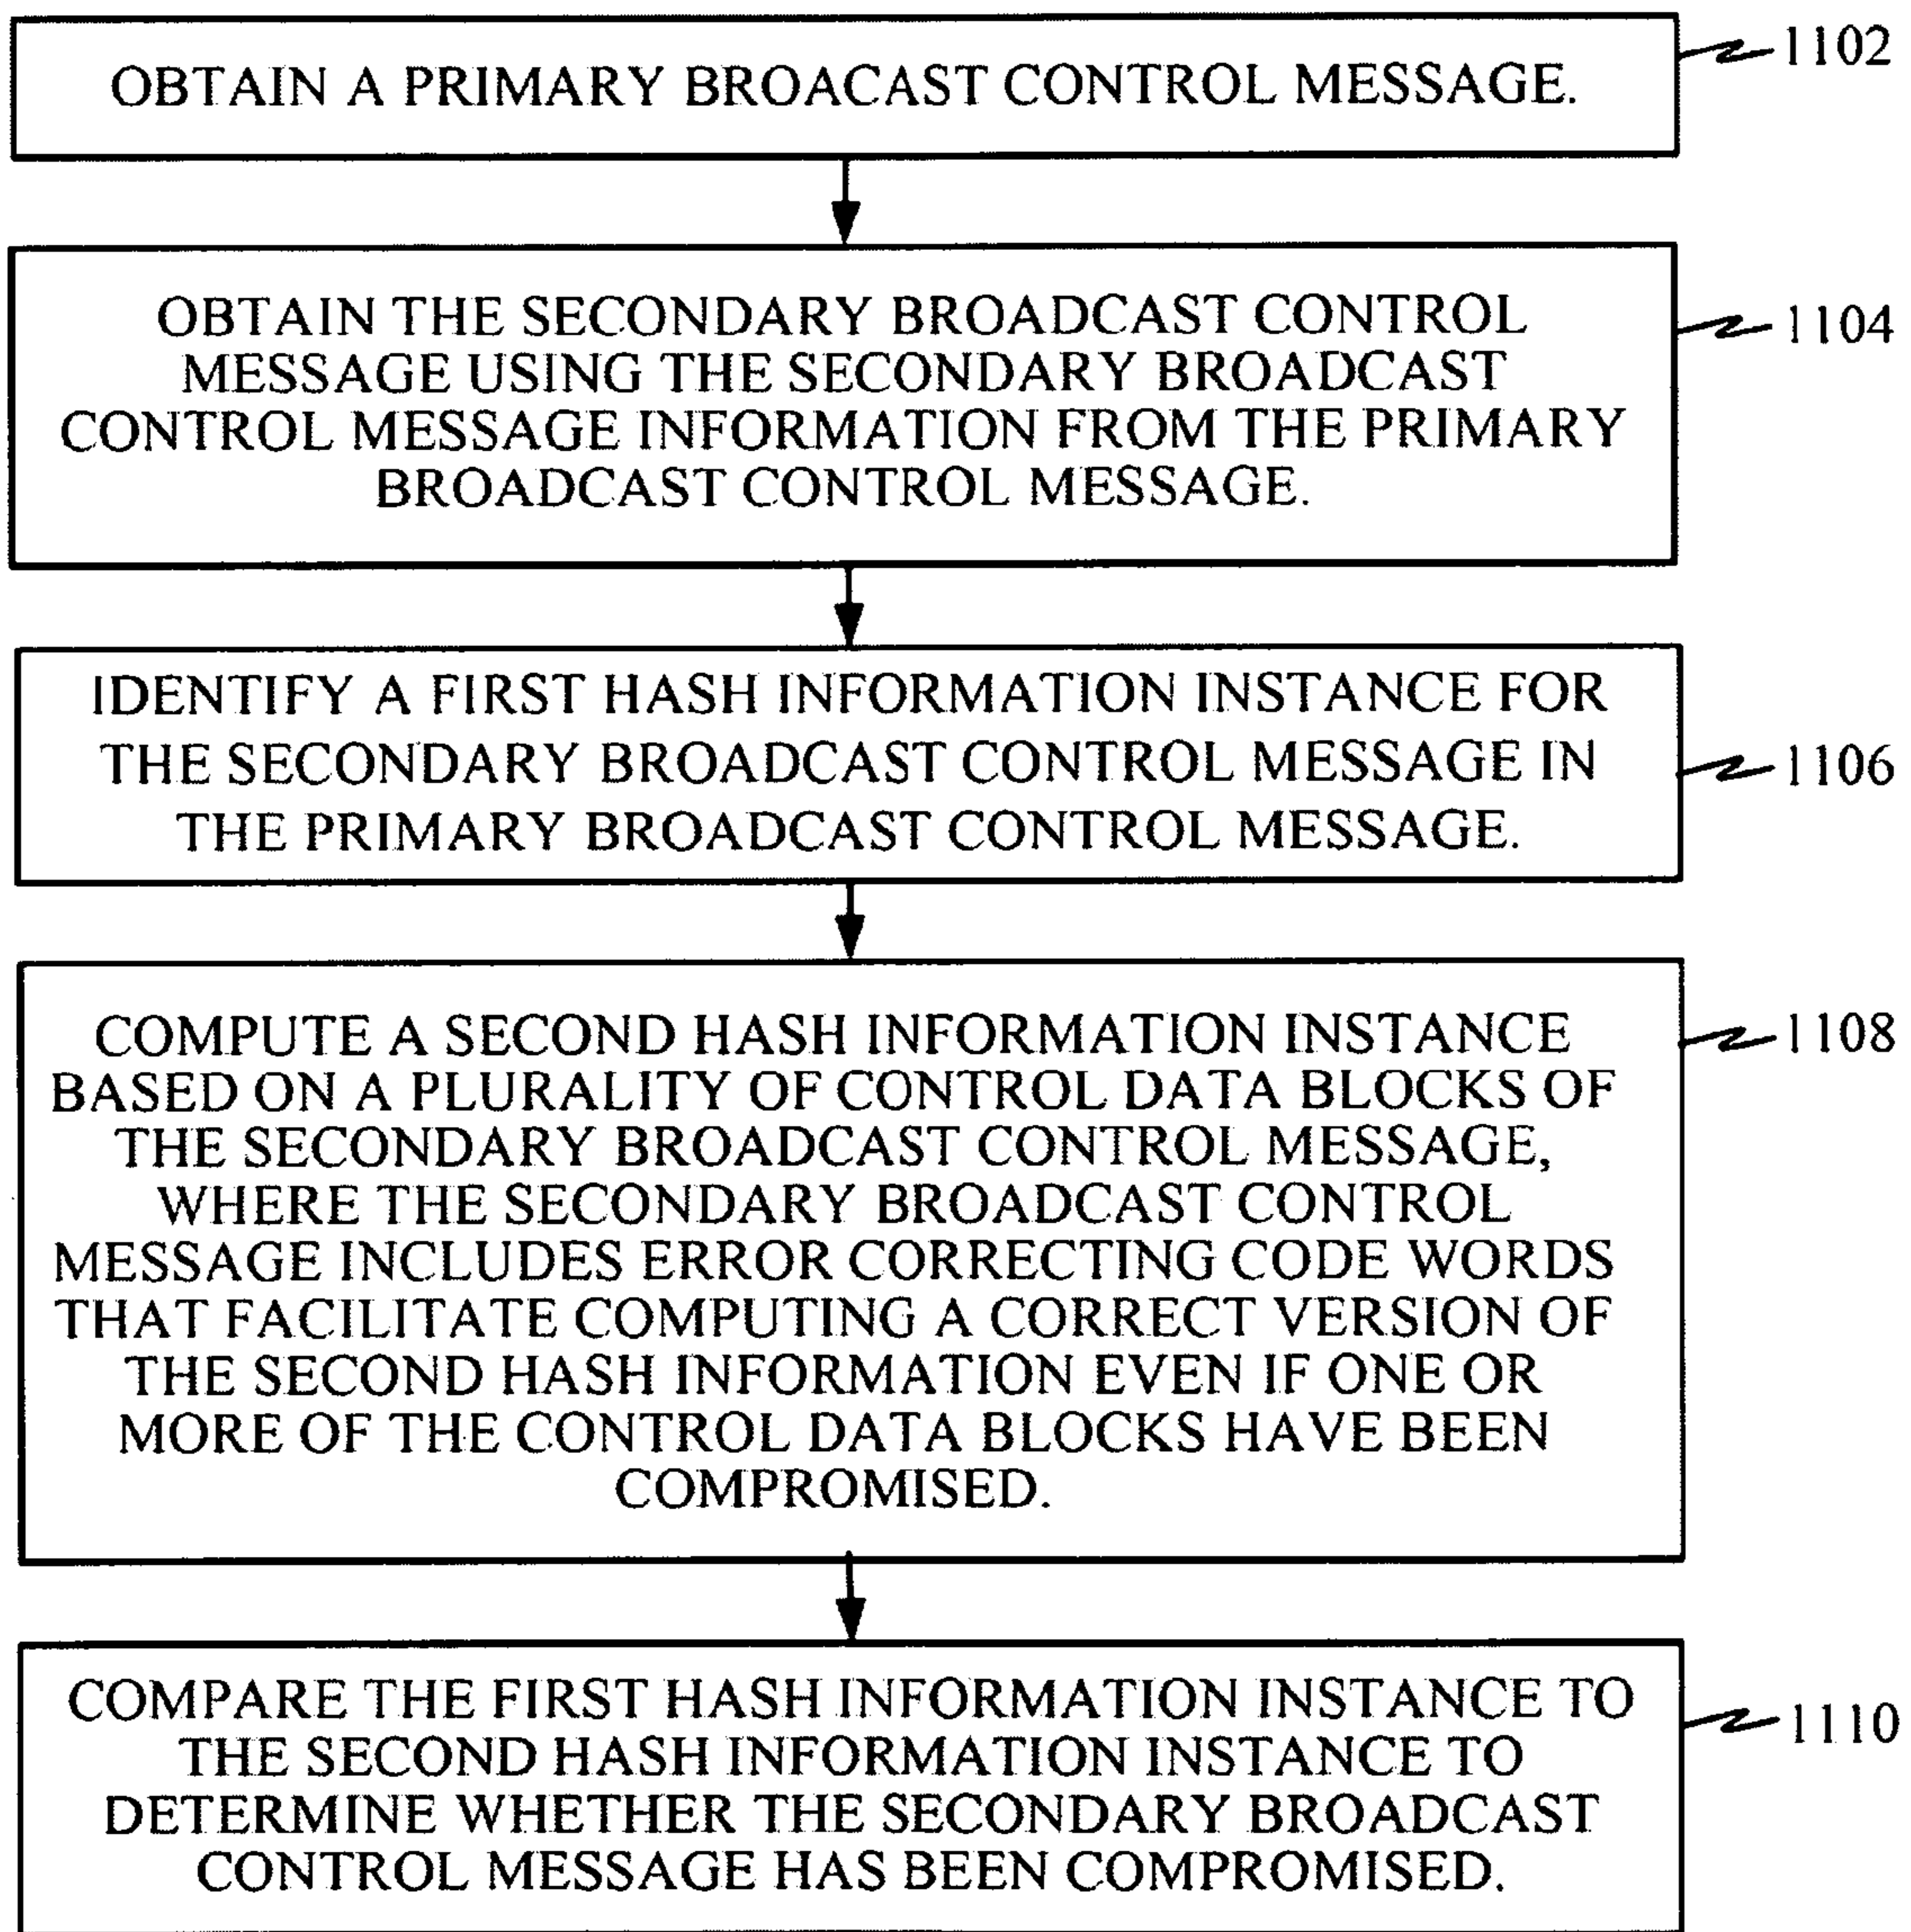 OBTAIN A PRIMARY BROACAST CONTROL MESSAGE.
1102
OBTAIN THE SECONDARY BROADCAST CONTROL
MESSAGE USING THE SECONDARY BROADCAST
CONTROL MESSAGE INFORMATION FROM THE PRIMARY
BROADCAST CONTROL MESSAGE.
1104
IDENTIFY A FIRST HASH INFORMATION INSTANCE FOR
THE SECONDARY BROADCAST CONTROL MESSAGE IN
THE PRIMARY BROADCAST CONTROL MESSAGE.
1106
COMPUTE A SECOND HASH INFORMATION INSTANCE
BASED ON A PLURALITY OF CONTROL DATA BLOCKS OF
THE SECONDARY BROADCAST CONTROL MESSAGE,
WHERE THE SECONDARY BROADCAST CONTROL
MESSAGE INCLUDES ERROR CORRECTING CODE WORDS
THAT FACILITATE COMPUTING A CORRECT VERSION OF
THE SECOND HASH INFORMATION EVEN IF ONE OR
MORE OF THE CONTROL DATA BLOCKS HAVE BEEN
COMPROMISED.
1108
COMPARE THE FIRST HASH INFORMATION INSTANCE TO
THE SECOND HASH INFORMATION INSTANCE TO
DETERMINE WHETHER THE SECONDARY BROADCAST
CONTROL MESSAGE HAS BEEN COMPROMISED.
1110